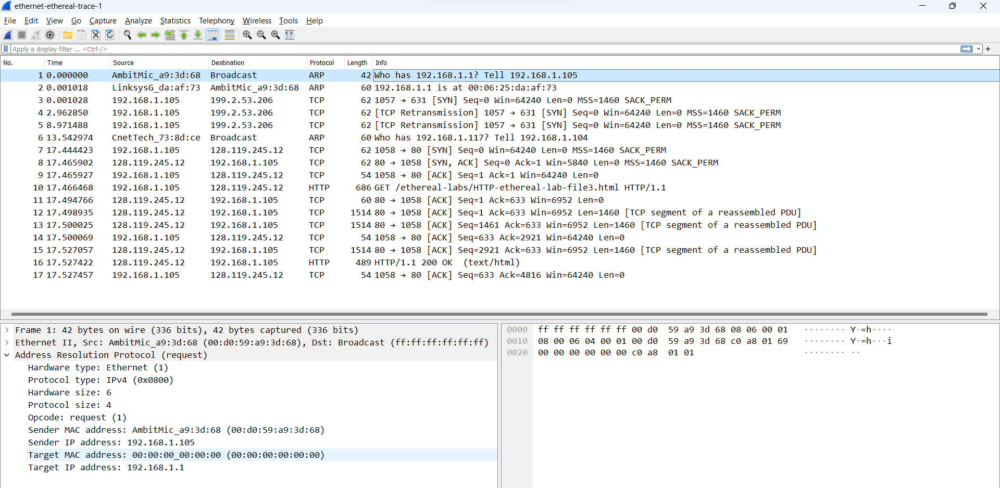 ethernet-ethereal-trace-1
File Edit View Go Capture Analyze Statistics Telephony Wireless Tools Help
Apply a display filter ... <Ctrl-/>
No. Time Source Destination Protocol Length Info
1 0.000000 AmbitMic_a9:3d:68 Broadcast ARP 42 Who has 192.168.1.1? Tell 192.168.1.105
2 0.001018 LinksysG_da:af:73 AmbitMic_a9:3d:68 ARP 60 192.168.1.1 is at 00:06:25:da:af:73
3 0.001028 192.168.1.105 199.2.53.206 TCP 62 1057 → 631 [SYN] Seq=0 Win=64240 Len=0 MSS=1460 SACK_PERM
4 2.962850 192.168.1.105 199.2.53.206 TCP 62 [TCP Retransmission] 1057 → 631 [SYN] Seq=0 Win=64240 Len=0 MSS=1460 SACK_PERM
5 8.971488 192.168.1.105 199.2.53.206 TCP 62 [TCP Retransmission] 1057 → 631 [SYN] Seq=0 Win=64240 Len=0 MSS=1460 SACK_PERM
6 13.542974 CnetTech_73:8d:ce Broadcast ARP 60 Who has 192.168.1.117? Tell 192.168.1.104
7 17.444423 192.168.1.105 128.119.245.12 TCP 62 1058 → 80 [SYN] Seq=0 Win=64240 Len=0 MSS=1460 SACK_PERM
8 17.465902 128.119.245.12 192.168.1.105 TCP 62 80 → 1058 [SYN, ACK] Seq=0 Ack=1 Win=5840 Len=0 MSS=1460 SACK_PERM
9 17.465927 192.168.1.105 128.119.245.12 TCP 54 1058 → 80 [ACK] Seq=1 Ack=1 Win=64240 Len=0
10 17.466468 192.168.1.105 128.119.245.12 HTTP 686 GET /ethereal-labs/HTTP-ethereal-lab-file3.html HTTP/1.1
11 17.494766 128.119.245.12 192.168.1.105 TCP 60 80 → 1058 [ACK] Seq=1 Ack=633 Win=6952 Len=0
12 17.498935 128.119.245.12 192.168.1.105 TCP 1514 80 → 1058 [ACK] Seq=1 Ack=633 Win=6952 Len=1460 [TCP segment of a reassembled PDU]
13 17.500025 128.119.245.12 192.168.1.105 TCP 1514 80 → 1058 [ACK] Seq=1461 Ack=633 Win=6952 Len=1460 [TCP segment of a reassembled PDU]
14 17.500069 192.168.1.105 128.119.245.12 TCP 54 1058 → 80 [ACK] Seq=633 Ack=2921 Win=64240 Len=0
15 17.527057 128.119.245.12 192.168.1.105 TCP 1514 80 → 1058 [ACK] Seq=2921 Ack=633 Win=6952 Len=1460 [TCP segment of a reassembled PDU]
16 17.527422 128.119.245.12 192.168.1.105 HTTP 489 HTTP/1.1 200 OK (text/html)
17 17.527457 192.168.1.105 128.119.245.12 TCP 54 1058 → 80 [ACK] Seq=633 Ack=4816 Win=64240 Len=0
Frame 1: 42 bytes on wire (336 bits), 42 bytes captured (336 bits)
Ethernet II, Src: AmbitMic_a9:3d:68 (00:d0:59:a9:3d:68), Dst: Broadcast (ff:ff:ff:ff:ff:ff)
Address Resolution Protocol (request)
Hardware type: Ethernet (1)
Protocol type: IPv4 (0x0800)
Hardware size: 6
Protocol size: 4
Opcode: request (1)
Sender MAC address: AmbitMic_a9:3d:68 (00:d0:59:a9:3d:68)
Sender IP address: 192.168.1.105
Target MAC address: 00:00:00_00:00:00 (00:00:00:00:00:00)
Target IP address: 192.168.1.1
0000 ff ff ff ff ff ff 00 d0 59 a9 3d 68 08 06 00 01 ········ Y·=h····
0010 08 00 06 04 00 01 00 d0 59 a9 3d 68 c0 a8 01 69 ········ Y·=h···i
0020 00 00 00 00 00 00 c0 a8 01 01 ········ ··